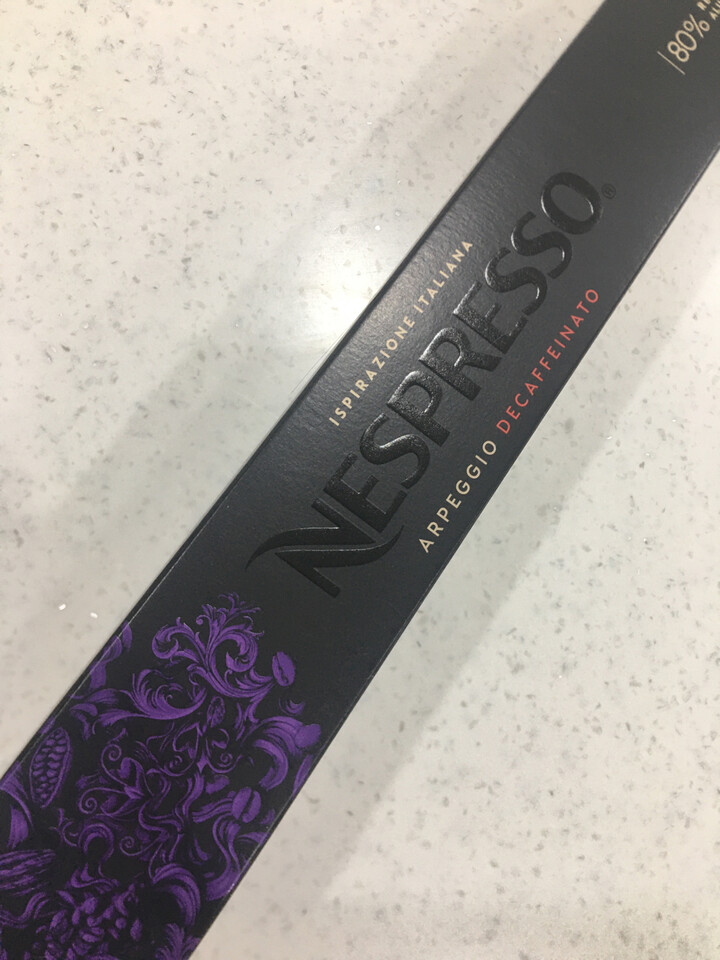 ISPIRAZIONE ITALIANA
NESPRESSO®
ARPEGGIO DECAFFEINATO
80%